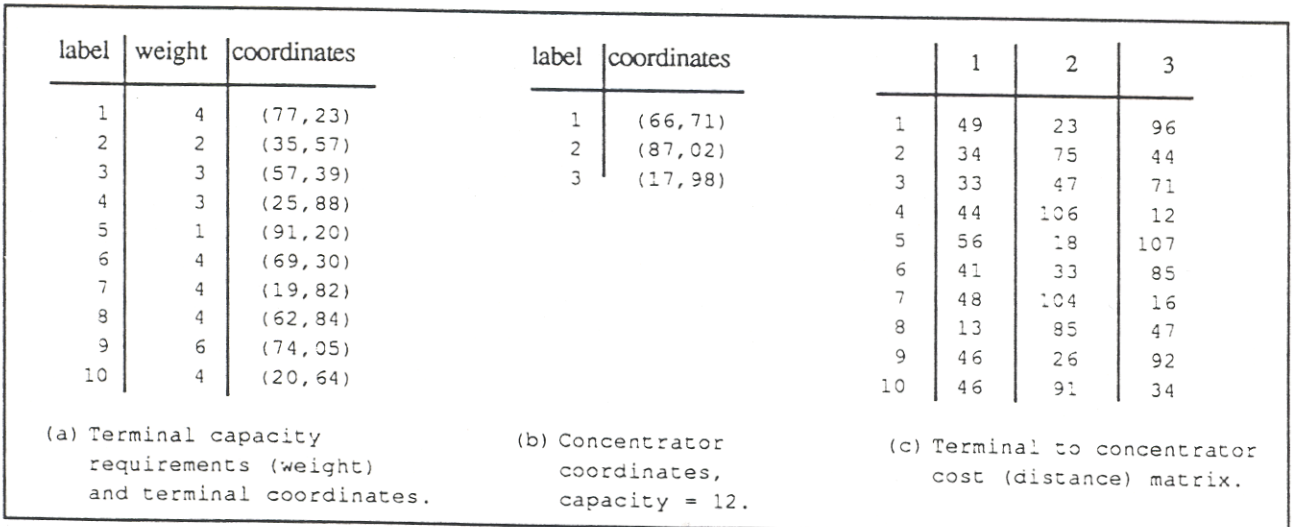 label weight coordinates
1 4 (77,23)
2 2 (35,57)
3 3 (57,39)
4 3 (25,88)
5 1 (91,20)
6 4 (69,30)
7 4 (19,82)
8 4 (62,84)
9 6 (74,05)
10 4 (20,64)
(a) Terminal capacity
requirements (weight)
and terminal coordinates.
label coordinates
1 (66,71)
2 (87,02)
3 (17,98)
(b) Concentrator
coordinates,
capacity = 12.
1 2 3
1 49 23 96
2 34 75 44
3 33 47 71
4 44 106 12
5 56 18 107
6 41 33 85
7 48 104 16
8 13 85 47
9 46 26 92
10 46 91 34
(c) Terminal to concentrator
cost (distance) matrix.